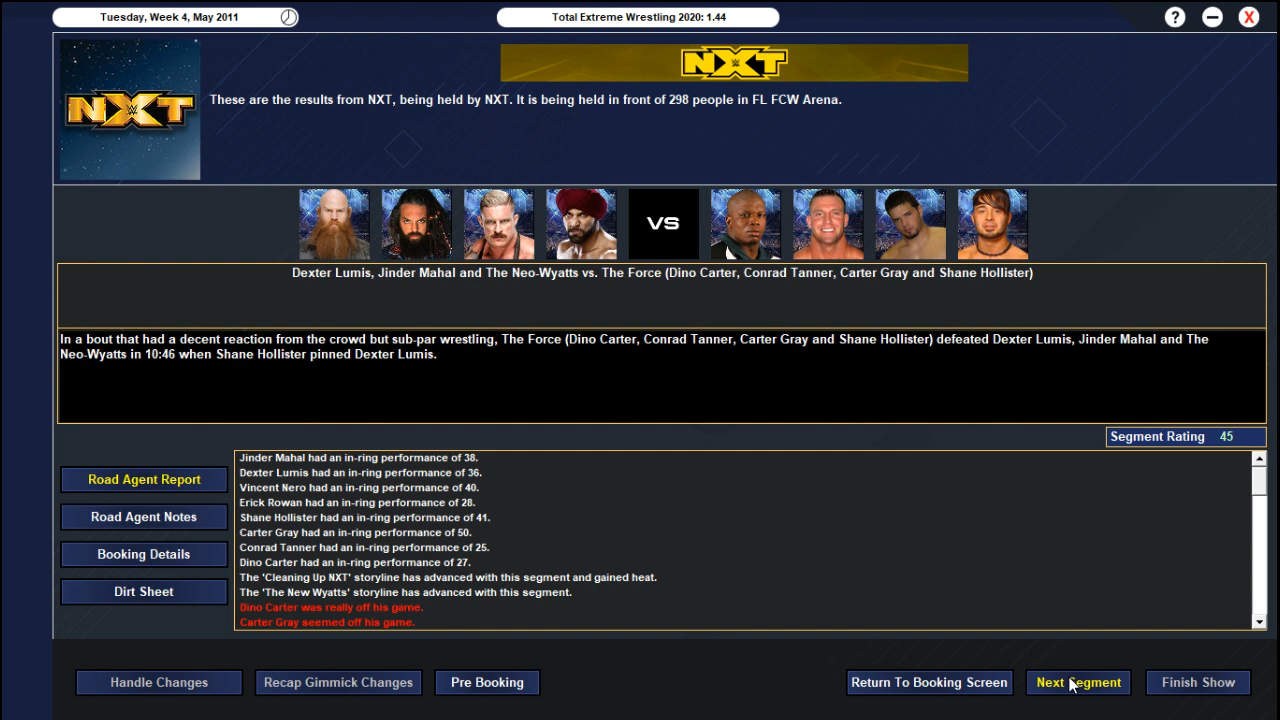 Tuesday, Week 4, May 2011
Total Extreme Wrestling 2020: 1.44
?
X
NXT
NXT
These are the results from NXT, being held by NXT. It is being held in front of 298 people in FL FCW Arena.
VS
Dexter Lumis, Jinder Mahal and The Neo-Wyatts vs. The Force (Dino Carter, Conrad Tanner, Carter Gray and Shane Hollister)
In a bout that had a decent reaction from the crowd but sub-par wrestling, The Force (Dino Carter, Conrad Tanner, Carter Gray and Shane Hollister) defeated Dexter Lumis, Jinder Mahal and The
Neo-Wyatts in 10:46 when Shane Hollister pinned Dexter Lumis.
Segment Rating 45
Road Agent Report
Road Agent Notes
Booking Details
Dirt Sheet
Jinder Mahal had an in-ring performance of 38.
Dexter Lumis had an in-ring performance of 36.
Vincent Nero had an in-ring performance of 40.
Erick Rowan had an in-ring performance of 28.
Shane Hollister had an in-ring performance of 41.
Carter Gray had an in-ring performance of 50.
Conrad Tanner had an in-ring performance of 25.
Dino Carter had an in-ring performance of 27.
The 'Cleaning Up NXT' storyline has advanced with this segment and gained heat.
The 'The New Wyatts' storyline has advanced with this segment.
Dino Carter was really off his game.
Carter Gray seemed off his game.
Handle Changes
Recap Gimmick Changes
Pre Booking
Return To Booking Screen
Next Segment
Finish Show